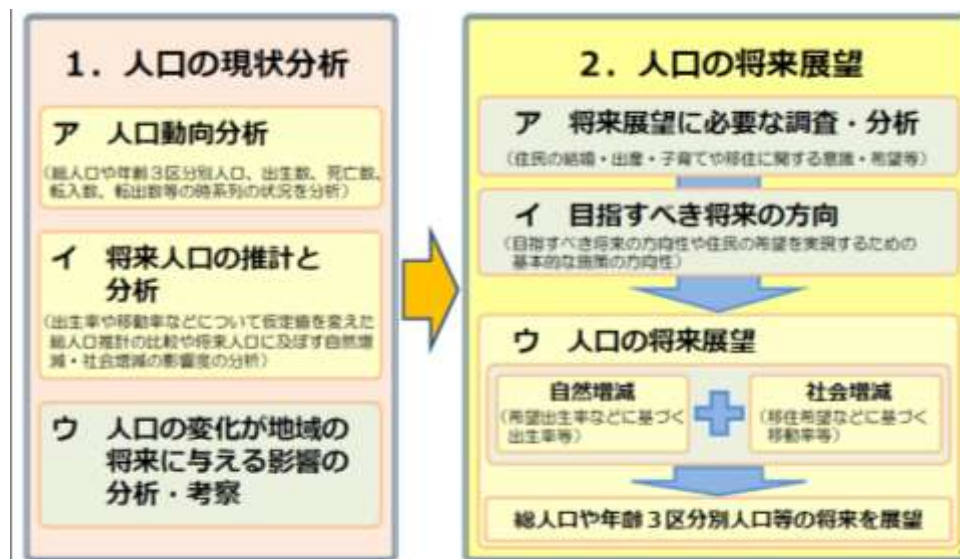 1．人口の現状分析
ア　人口動向分析
（総人口や年齢３区分別人口、出生数、死亡数、
転入数、転出数等の時系列の状況を分析）
イ　将来人口の推計と
分析
（出生率や移動率などについて仮定値を変えた
総人口推計の比較や将来人口に及ぼす自然増
減・社会増減の影響度の分析）
ウ　人口の変化が地域の
将来に与える影響の
分析・考察
2．人口の将来展望
ア　将来展望に必要な調査・分析
（住民の結婚・出産・子育てや移住に関する意識・希望等）
イ　目指すべき将来の方向
（目指すべき将来の方向性や住民の希望を実現するための
基本的な施策の方向性）
ウ　人口の将来展望
自然増減
（希望出生率などに基づく
出生率等）
社会増減
（移住希望などに基づく
移動率等）
総人口や年齢３区分別人口等の将来を展望